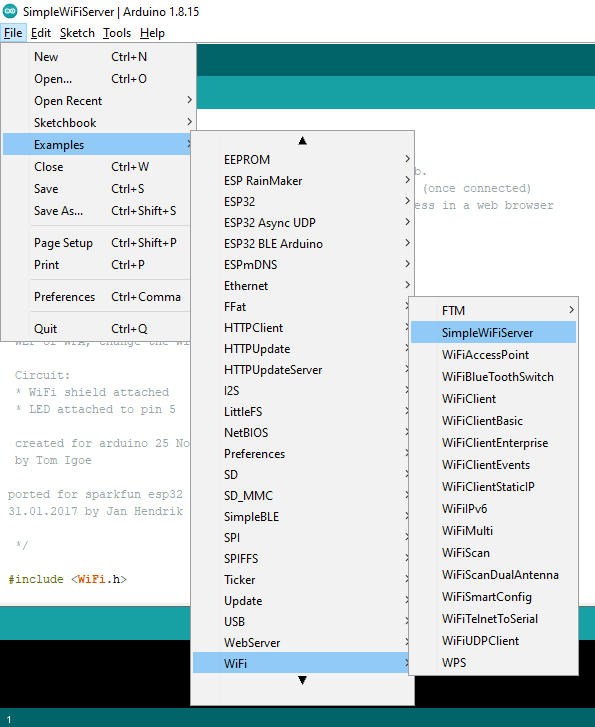 SimpleWiFiServer | Arduino 1.8.15
File Edit Sketch Tools Help
New Ctrl+N
Open... Ctrl+O
Open Recent
Sketchbook
Examples
Close Ctrl+W
Save Ctrl+S
Save As... Ctrl+Shift+S
Page Setup Ctrl+Shift+P
Print Ctrl+P
Preferences Ctrl+Comma
Quit Ctrl+Q
EEPROM
ESP RainMaker
ESP32
ESP32 Async UDP
ESP32 BLE Arduino
ESPmDNS
Ethernet
FFat
HTTPClient
HTTPUpdate
HTTPUpdateServer
I2S
LittleFS
NetBIOS
Preferences
SD
SD_MMC
SimpleBLE
SPI
SPIFFS
Ticker
Update
USB
WebServer
WiFi
FTM
SimpleWiFiServer
WiFiAccessPoint
WiFiBlueToothSwitch
WiFiClient
WiFiClientBasic
WiFiClientEnterprise
WiFiClientEvents
WiFiClientStaticIP
WiFiIPv6
WiFiMulti
WiFiScan
WiFiScanDualAntenna
WiFiSmartConfig
WiFiTelnetToSerial
WiFiUDPClient
WPS
b.
(once connected)
ess in a web browser
WEP or WPA, change the Wi
Circuit:
* WiFi shield attached
* LED attached to pin 5
created for arduino 25 No
by Tom Igoe
ported for sparkfun esp32
31.01.2017 by Jan Hendrik
*/
#include <WiFi.h>
1